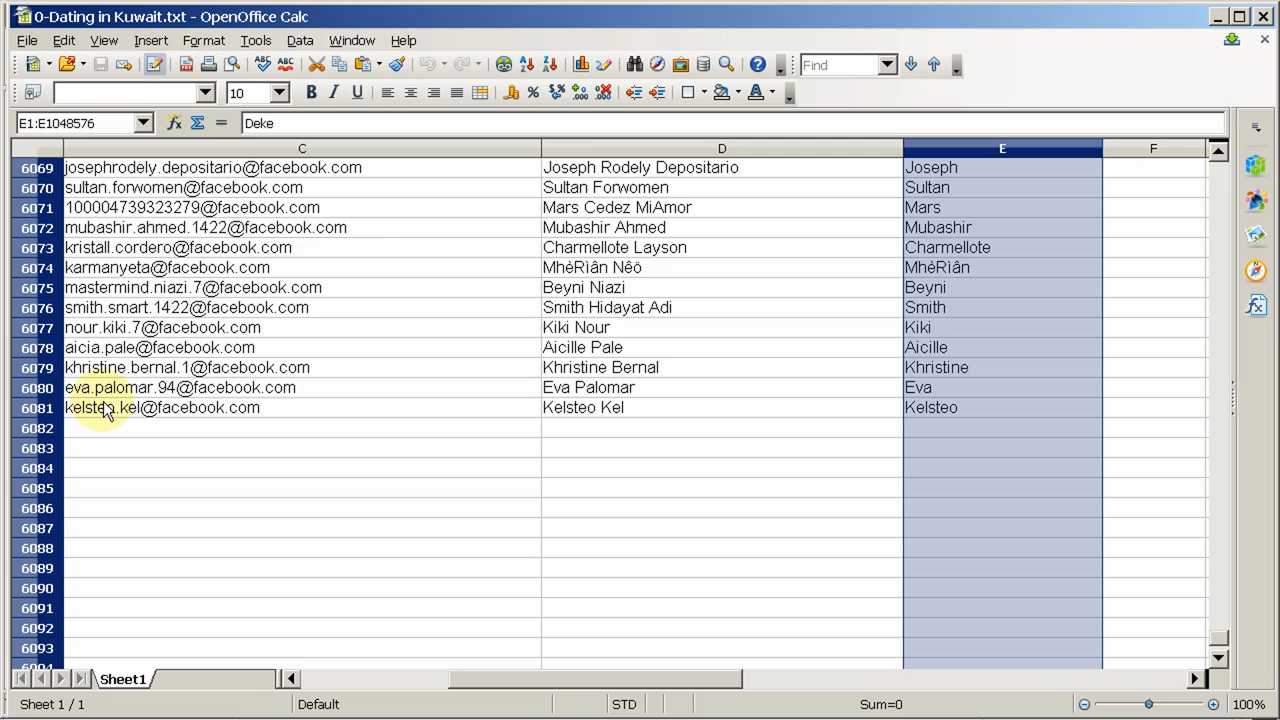 0-Dating in Kuwait.txt - OpenOffice Calc
File Edit View Insert Format Tools Data Window Help
Find
10
E1:E1048576 Deke
C D E F
6069 josephrodely.depositario@facebook.com Joseph Rodely Depositario Joseph
6070 sultan.forwomen@facebook.com Sultan Forwomen Sultan
6071 100004739323279@facebook.com Mars Cedez MiAmor Mars
6072 mubashir.ahmed.1422@facebook.com Mubashir Ahmed Mubashir
6073 kristall.cordero@facebook.com Charmellote Layson Charmellote
6074 karmanyeta@facebook.com MhèRìân Nêö MhèRìân
6075 mastermind.niazi.7@facebook.com Beyni Niazi Beyni
6076 smith.smart.1422@facebook.com Smith Hidayat Adi Smith
6077 nour.kiki.7@facebook.com Kiki Nour Kiki
6078 aicia.pale@facebook.com Aicille Pale Aicille
6079 khristine.bernal.1@facebook.com Khristine Bernal Khristine
6080 eva.palomar.94@facebook.com Eva Palomar Eva
6081 kelsteo.kel@facebook.com Kelsteo Kel Kelsteo
6082
6083
6084
6085
6086
6087
6088
6089
6090
6091
6092
6093
6094
Sheet1
Sheet 1 / 1 Default STD Sum=0 100%